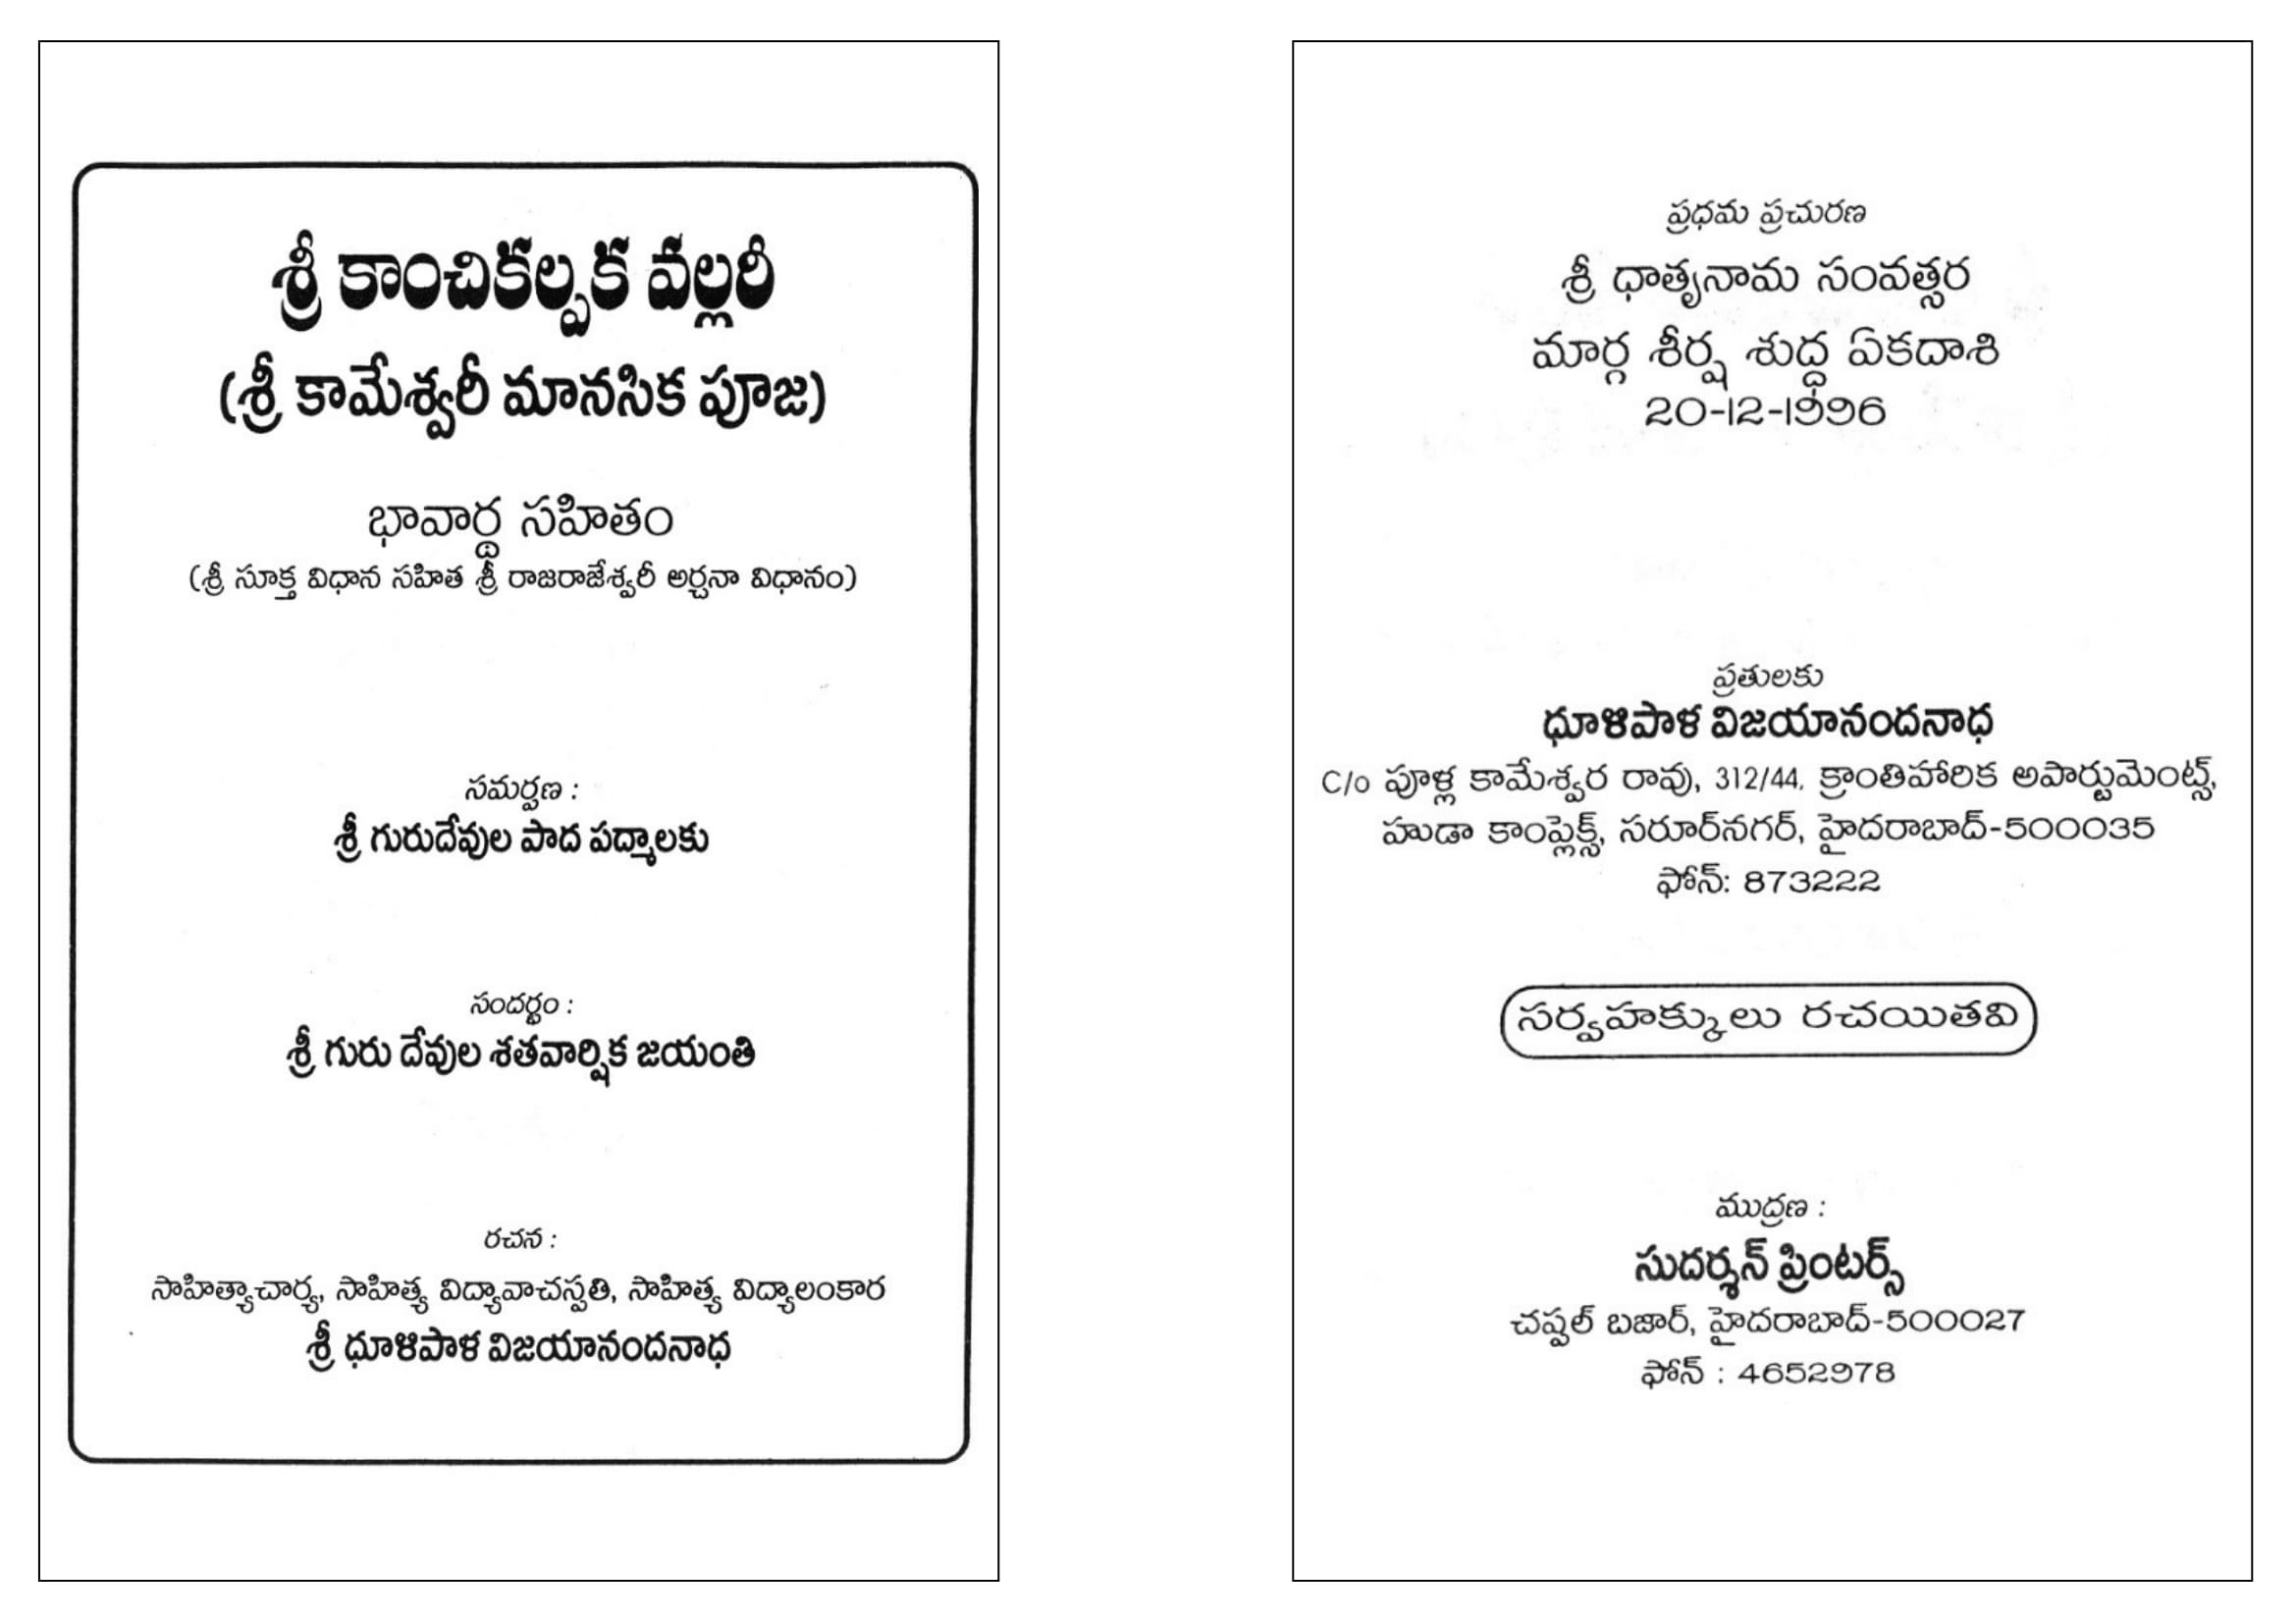 శ్రీ కాంచికల్పక వల్లరీ
(శ్రీ కామేశ్వరీ మానసిక పూజ)
భావార్థ సహితం
(శ్రీ సూక్త విధాన సహిత శ్రీ రాజరాజేశ్వరీ అర్చనా విధానం)
సమర్పణ :
శ్రీ గురుదేవుల పాద పద్మాలకు
సందర్భం :
శ్రీ గురు దేవుల శతవార్షిక జయంతి
రచన :
సాహిత్యాచార్య, సాహిత్య విద్యావాచస్పతి, సాహిత్య విద్యాలంకార
శ్రీ ధూళిపాళ విజయానందనాధ
ప్రధమ ప్రచురణ
శ్రీ ధాతృనామ సంవత్సర
మార్గ శీర్ష శుద్ధ ఏకదాశి
20-12-1996
ప్రతులకు
ధూళిపాళ విజయానందనాధ
C/o పూళ్ల కామేశ్వర రావు, 312/44, క్రాంతిహారిక అపార్టుమెంట్స్,
హుడా కాంప్లెక్స్, సరూర్‌నగర్, హైదరాబాద్-500035
ఫోన్: 873222
సర్వహక్కులు రచయితవి
ముద్రణ :
సుదర్శన్ ప్రింటర్స్
చప్పల్ బజార్, హైదరాబాద్-500027
ఫోన్ : 4652978